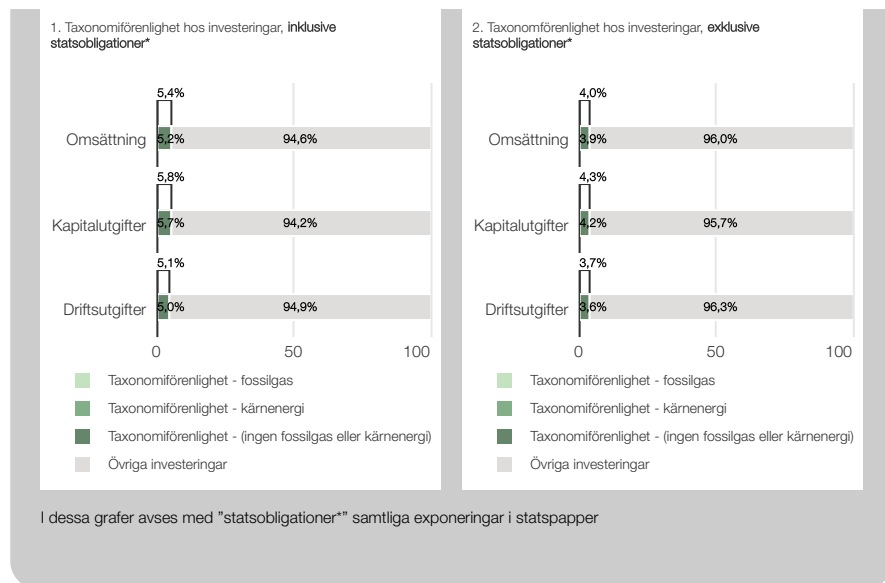 1. Taxonomiförenlighet hos investeringar, inklusive
statsobligationer*
5,4%
Omsättning 5,2% 94,6%
5,8%
Kapitalutgifter 5,7% 94,2%
5,1%
Driftsutgifter 5,0% 94,9%
0 50 100
Taxonomiförenlighet - fossilgas
Taxonomiförenlighet - kärnenergi
Taxonomiförenlighet - (ingen fossilgas eller kärnenergi)
Övriga investeringar
2. Taxonomförenlighet hos investeringar, exklusive
statsobligationer*
4,0%
Omsättning 3,9% 96,0%
4,3%
Kapitalutgifter 4,2% 95,7%
3,7%
Driftsutgifter 3,6% 96,3%
0 50 100
Taxonomiförenlighet - fossilgas
Taxonomiförenlighet - kärnenergi
Taxonomiförenlighet - (ingen fossilgas eller kärnenergi)
Övriga investeringar
I dessa grafer avses med ”statsobligationer*” samtliga exponeringar i statspapper